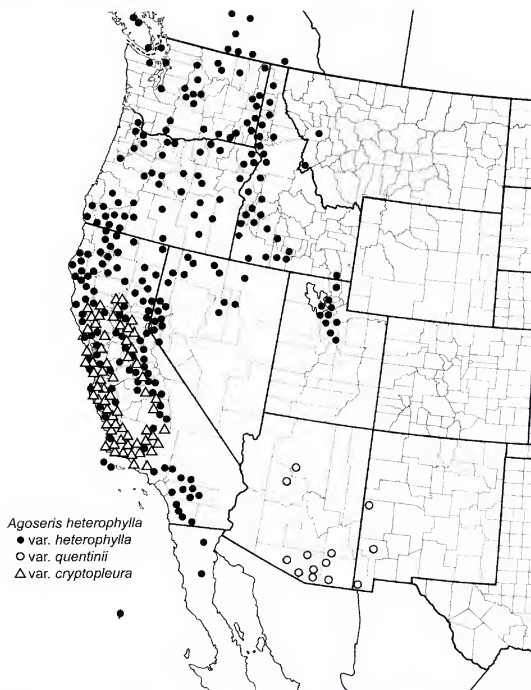 Agoseris heterophylla
● var. heterophylla
○ var. quentinii
△ var. cryptopleura